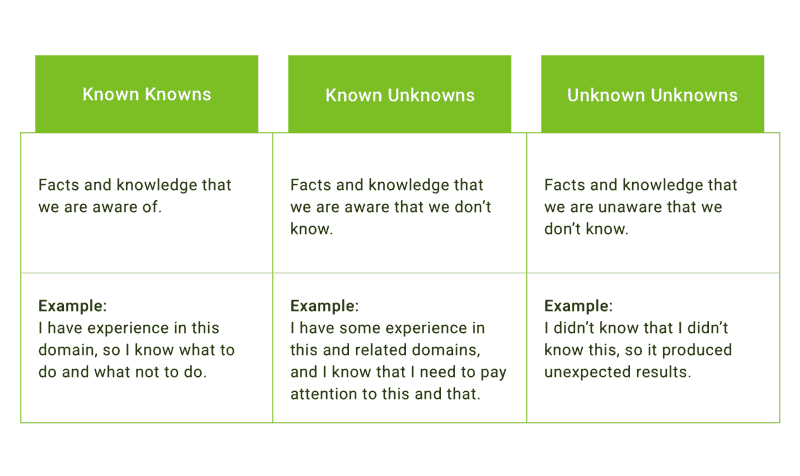 Known Knowns
Known Unknowns
Unknown Unknowns
Facts and knowledge that
we are aware of.
Facts and knowledge that
we are aware that we don’t
know.
Facts and knowledge that
we are unaware that we
don’t know.
Example:
I have experience in this
domain, so I know what to
do and what not to do.
Example:
I have some experience in
this and related domains,
and I know that I need to pay
attention to this and that.
Example:
I didn’t know that I didn’t
know this, so it produced
unexpected results.